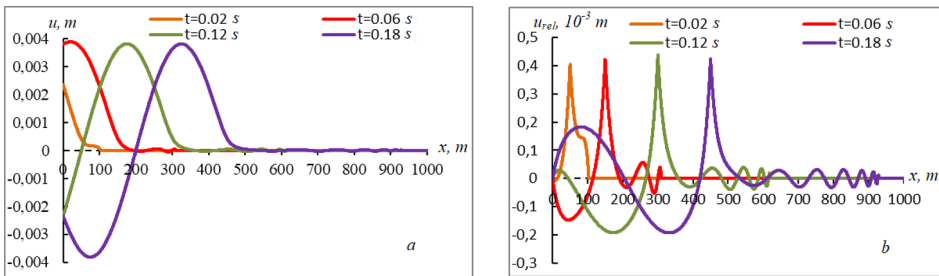 u, m
t=0.02 s
t=0.06 s
t=0.12 s
t=0.18 s
0,004
0,003
0,002
0,001
0
-0,001
-0,002
-0,003
-0,004
0 100 200 300 400 500 600 700 800 900 1000
x, m
a
u_rel, 10^-3 m
t=0.02 s
t=0.06 s
t=0.12 s
t=0.18 s
0,5
0,4
0,3
0,2
0,1
0
-0,1
-0,2
0,3
0 100 200 300 400 500 600 700 800 900 1000
x, m
b